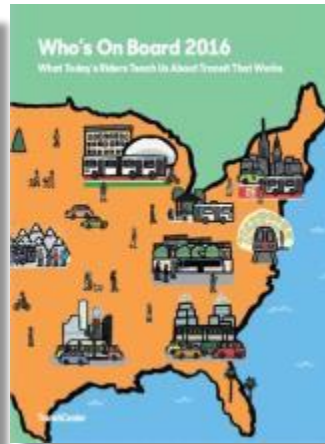 Who's On Board 2016
What Today's Riders Teach Us About Transit That Works
TransitCenter